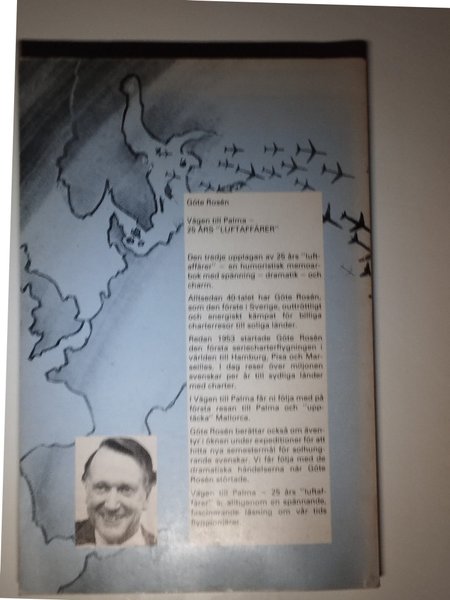 Göte Rosén
Vägen till Palma –
25 ÅRS "LUFTAFFÄRER"
Den tredje upplagan av 25 års "luft-
affärer" – en humoristisk memoar-
bok med spänning – dramatik – och
charm.
Alltsedan 40-talet har Göte Rosén,
som den förste i Sverige, outtröttligt
och energiskt kämpat för billiga
charterresor till soliga länder.
Redan 1953 startade Göte Rosén
den första seriecharterflygningen i
världen till Hamburg, Pisa och Mar-
seilles. I dag reser över miljonen
svenskar per år till sydliga länder
med charter.
I Vägen till Palma får ni följa med på
första resan till Palma och "upp-
täcka" Mallorca.
Göte Rosén berättar också om även-
tyr i öknen under expeditioner för att
hitta nya semestermål för solhung-
rande svenskar. Vi får följa med de
dramatiska händelserna när Göte
Rosén störtade.
Vägen till Palma – 25 års "luftaf-
färer" är alltigenom en spännande,
fascinerande läsning om vår tids
flygpionjärer.